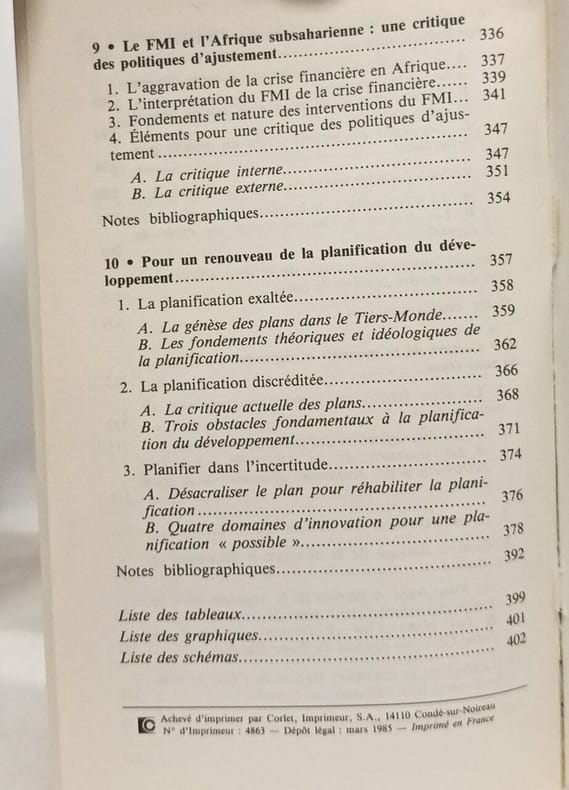 9 • Le FMI et l'Afrique subsaharienne : une critique
des politiques d'ajustement.................................... 336
1. L'aggravation de la crise financière en Afrique.... 337
2. L'interprétation du FMI de la crise financière...... 339
3. Fondements et nature des interventions du FMI... 341
4. Éléments pour une critique des politiques d'ajus-
tement.................................................... 347
A. La critique interne.................................... 347
B. La critique externe.................................... 351
Notes bibliographiques........................................ 354
10 • Pour un renouveau de la planification du déve-
loppement..................................................... 357
1. La planification exaltée.................................... 358
A. La génèse des plans dans le Tiers-Monde....... 359
B. Les fondements théoriques et idéologiques de
la planification............................................. 362
2. La planification discréditée................................ 366
A. La critique actuelle des plans...................... 368
B. Trois obstacles fondamentaux à la planifica-
tion du développement................................. 371
3. Planifier dans l'incertitude................................ 374
A. Désacraliser le plan pour réhabiliter la plani-
fication.................................................... 376
B. Quatre domaines d'innovation pour une pla-
nification « possible »................................. 378
Notes bibliographiques........................................ 392
Liste des tableaux............................................. 399
Liste des graphiques........................................... 401
Liste des schémas.............................................. 402
Achevé d'imprimer par Corlet, Imprimeur, S.A., 14110 Condé-sur-Noireau
N° d'Imprimeur : 4863 — Dépôt légal : mars 1985 — Imprimé en France